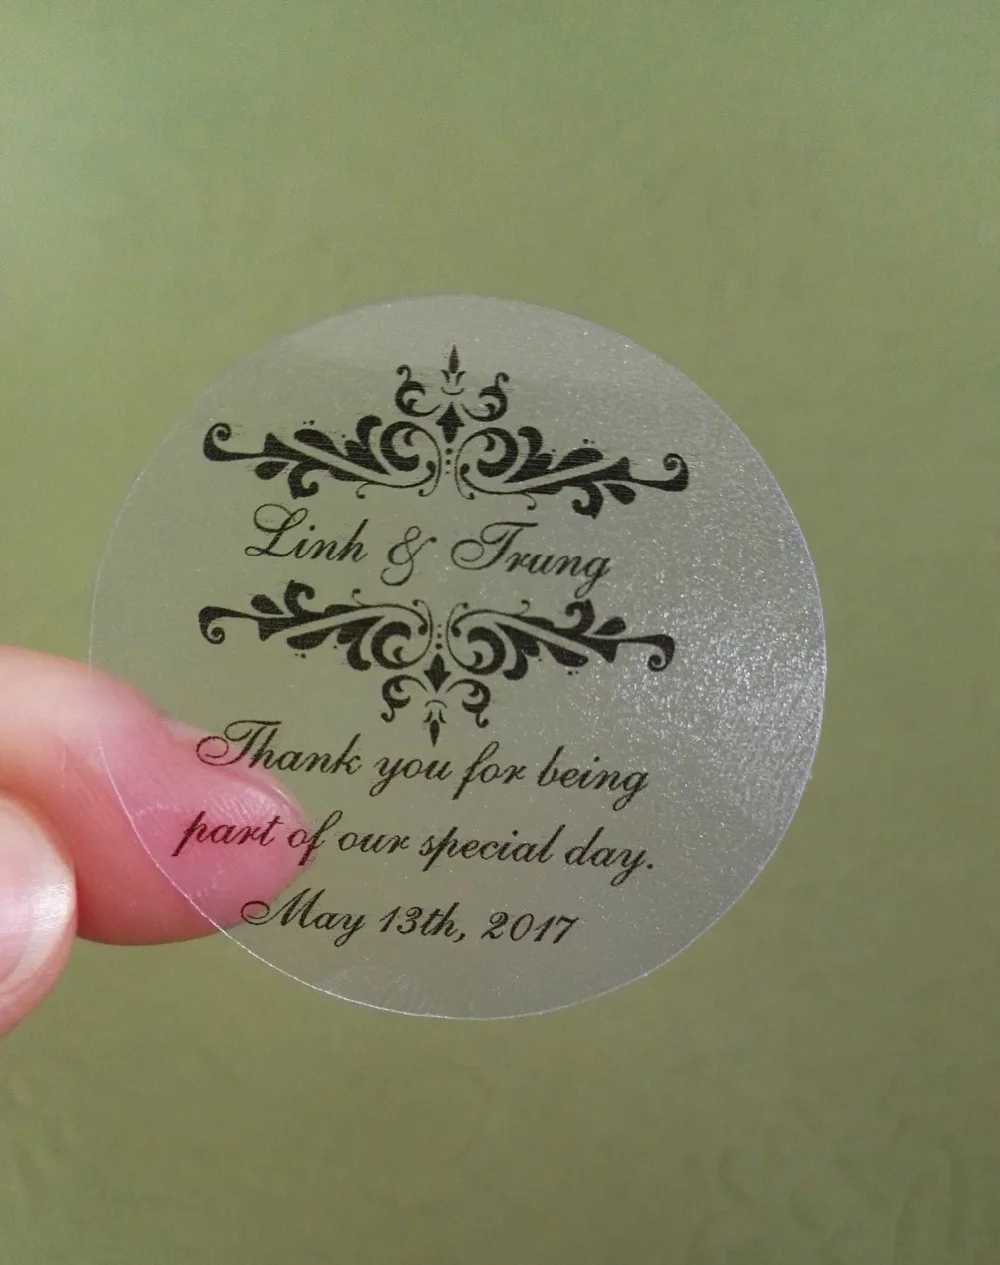 Linh & Trung
Thank you for being
part of our special day.
May 13th, 2017